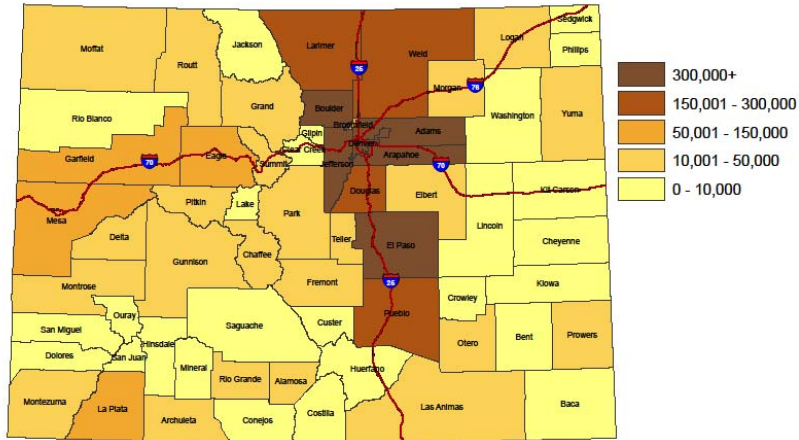 Moffat
Routt
Jackson
Larimer
Weld
Logan
Sedgwick
Phillips
Morgan
Washington
Yuma
Rio Blanco
Grand
Boulder
Broomfield
Gilpin
Clear Creek
Denver
Adams
Arapahoe
Jefferson
Garfield
Eagle
Summit
Douglas
Elbert
Kit Carson
Lincoln
Mesa
Pitkin
Lake
Park
Teller
El Paso
Cheyenne
Delta
Gunnison
Chaffee
Fremont
Kiowa
Montrose
Ouray
Crowley
Pueblo
San Miguel
Hinsdale
Saguache
Custer
Otero
Bent
Prowers
Dolores
San Juan
Mineral
Rio Grande
Alamosa
Huerfano
Montezuma
La Plata
Archuleta
Conejos
Costilla
Las Animas
Baca
25
76
70
70
25
300,000+
150,001 - 300,000
50,001 - 150,000
10,001 - 50,000
0 - 10,000